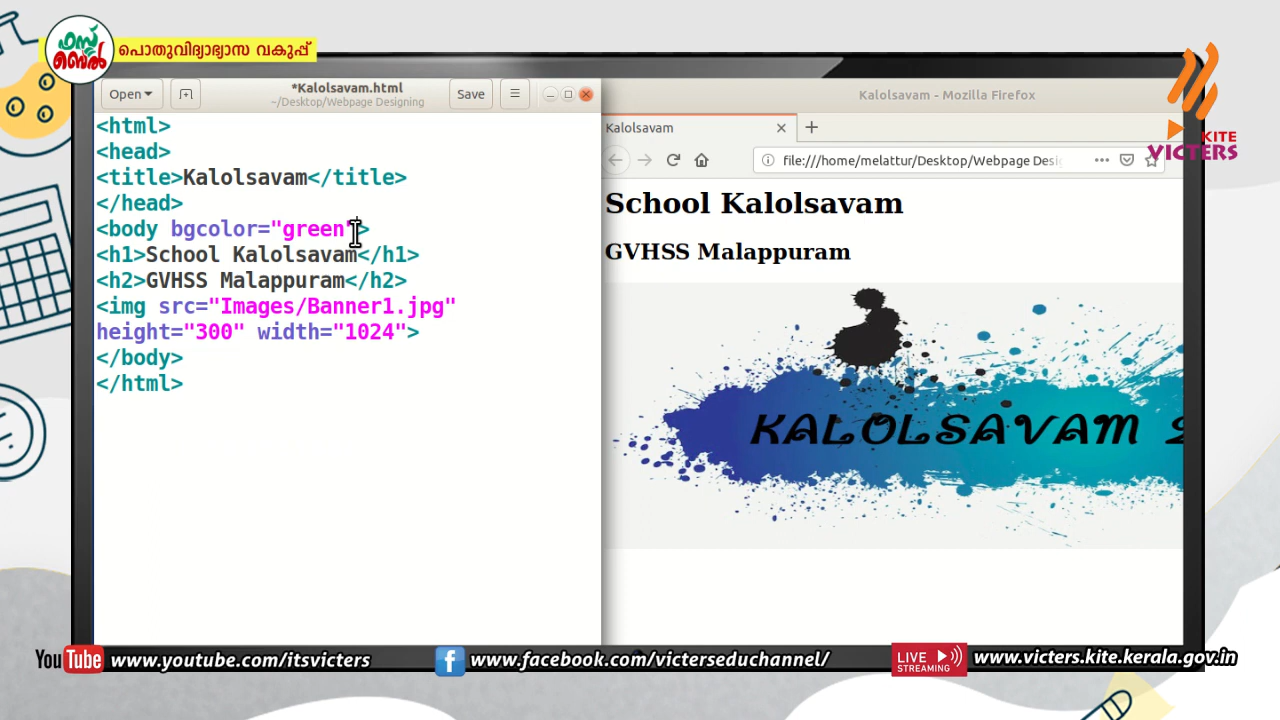 ഫസ്റ്റ്
ബെൽ
പൊതുവിദ്യാഭ്യാസ വകുപ്പ്
KITE
VICTERS
Open
*Kalolsavam.html
~/Desktop/Webpage Designing
Save
<html>
<head>
<title>Kalolsavam</title>
</head>
<body bgcolor="green">
<h1>School Kalolsavam</h1>
<h2>GVHSS Malappuram</h2>
<img src="Images/Banner1.jpg"
height="300" width="1024">
</body>
</html>
Kalolsavam - Mozilla Firefox
Kalolsavam
file:///home/melattur/Desktop/Webpage Desi
School Kalolsavam
GVHSS Malappuram
KALOLSAVAM 2
YouTube www.youtube.com/itsvicters
f www.facebook.com/victerseduchannel/
LIVE STREAMING www.victers.kite.kerala.gov.in